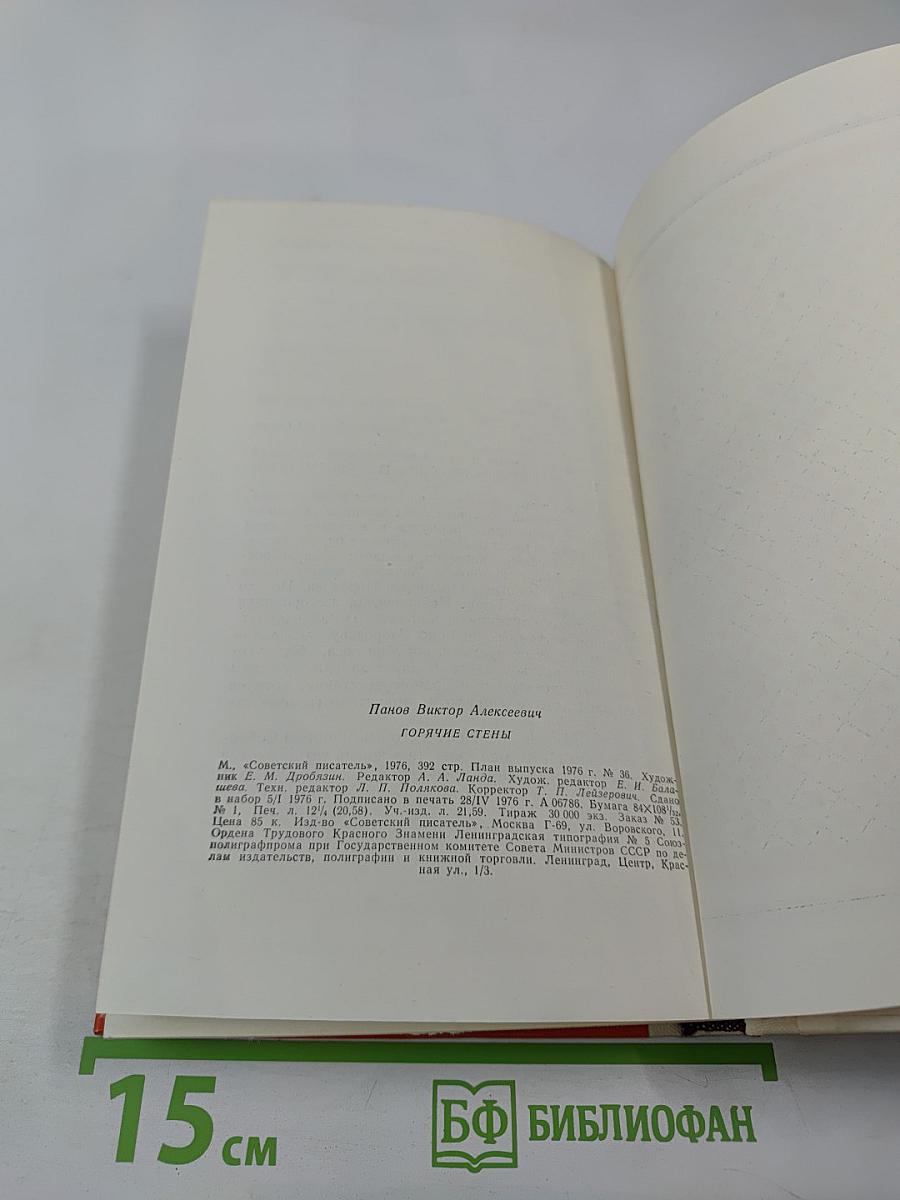 Панов Виктор Алексеевич
ГОРЯЧИЕ СТЕНЫ
М., «Советский писатель», 1976, 392 стр. План выпуска 1976 г. № 36. Худож-
ник Е. М. Дробязин. Редактор А. А. Ланда. Худож. редактор Е. И. Бала-
шева. Техн. редактор Л. П. Полякова. Корректор Т. П. Лейзерович. Сдано
в набор 5/I 1976 г. Подписано в печать 28/IV 1976 г. А 06786. Бумага 84×108¹/₃₂,
№ 1, Печ. л. 12¹/₄ (20,58). Уч.-изд. л. 21,59. Тираж 30 000 экз. Заказ № 53.
Цена 85 к. Изд-во «Советский писатель», Москва Г-69, ул. Воровского, 11.
Ордена Трудового Красного Знамени Ленинградская типография № 5 Союз-
полиграфпрома при Государственном комитете Совета Министров СССР по де-
лам издательств, полиграфии и книжной торговли. Ленинград, Центр, Крас-
ная ул., 1/3.
15 см
БФ БИБЛИОФАН